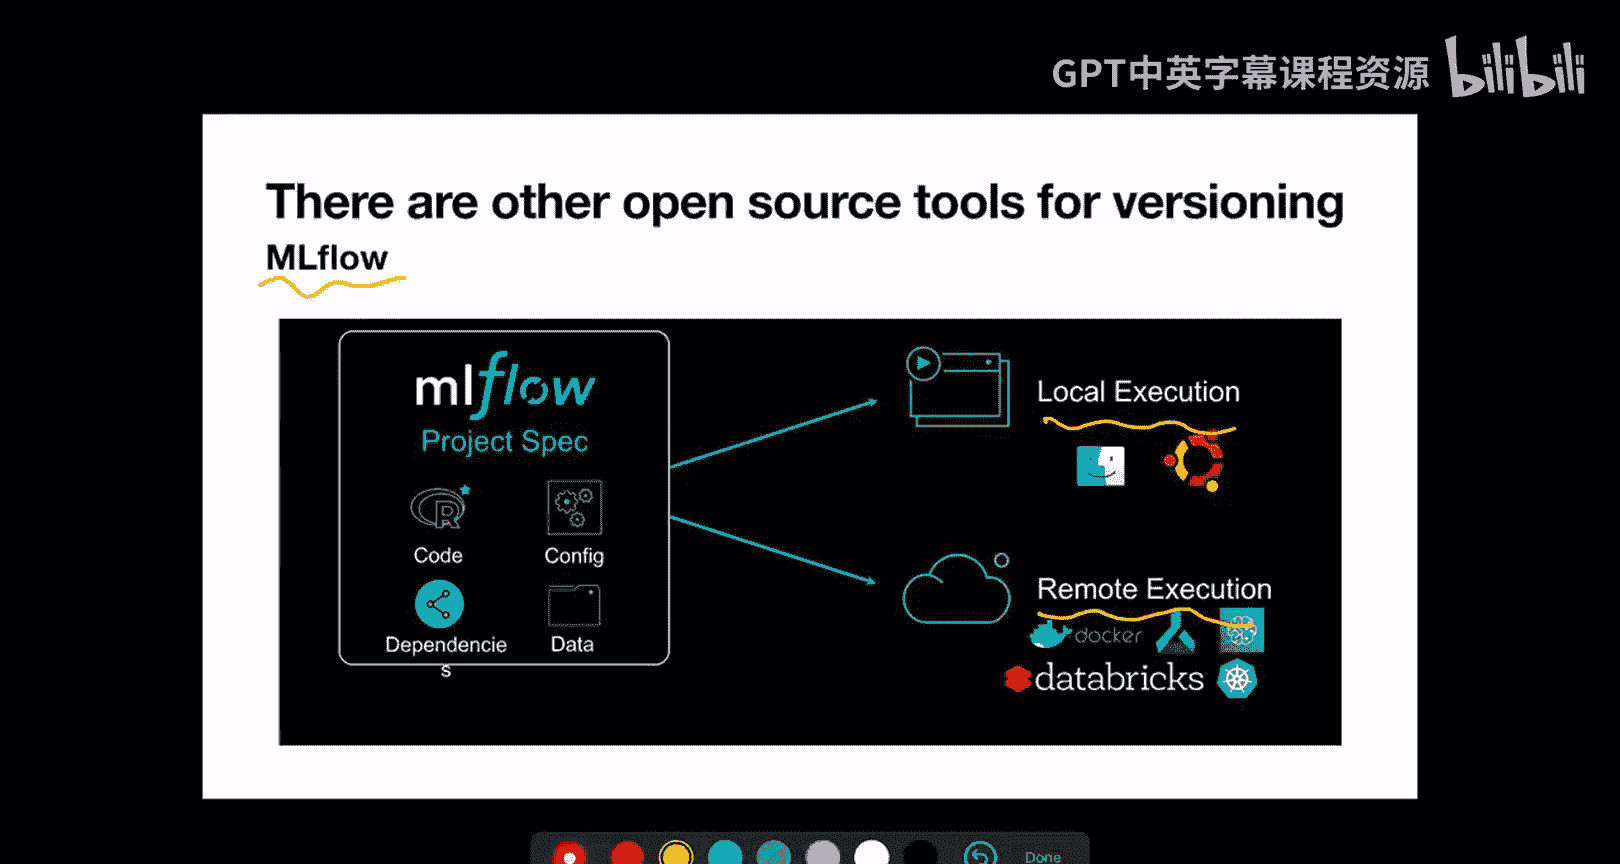 GPT中英字幕课程资源 bilibili
There are other open source tools for versioning
MLflow
mlflow
Project Spec
R
Code
Config
Dependencie
s
Data
Local Execution
Remote Execution
docker
databricks
Done